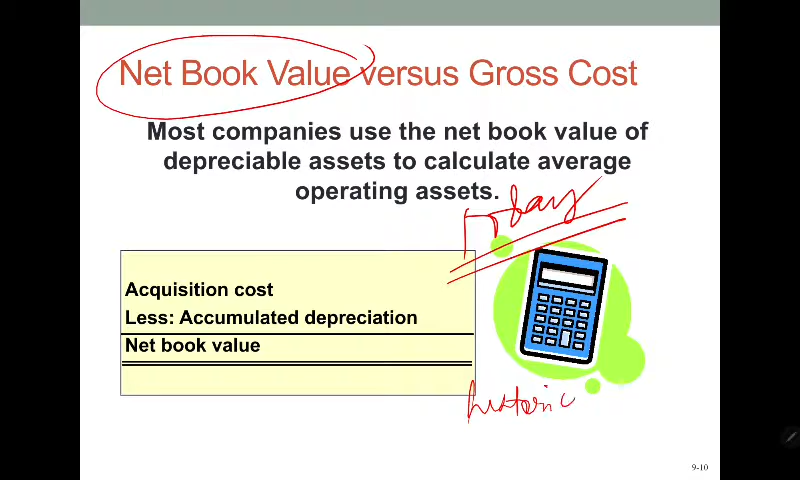 Net Book Value versus Gross Cost
Most companies use the net book value of
depreciable assets to calculate average
operating assets.
today
Acquisition cost
Less: Accumulated depreciation
Net book value
historic
9-10